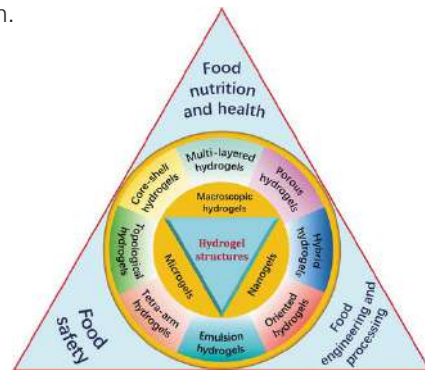 n.
Food
nutrition
and health
Multi-layered
hydrogels
Core-shell
hydrogels
Porous
hydrogels
Macroscopic
hydrogels
Topological
hydrogels
Hydrogel
structures
Hybrid
hydrogels
Microgels
Nanogels
Tetra-arm
hydrogels
Oriented
hydrogels
Emulsion
hydrogels
Food
safety
Food
engineering and
processing